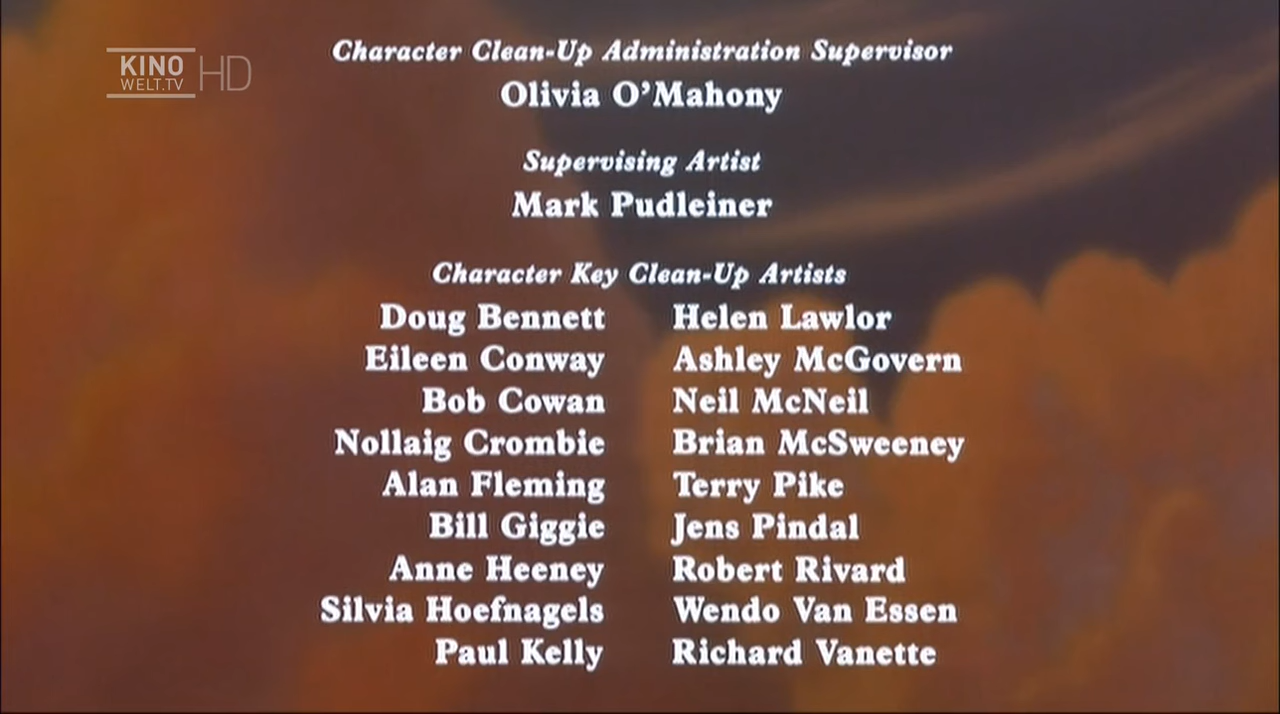 KINO
WELT.TV HD
Character Clean-Up Administration Supervisor
Olivia O'Mahony
Supervising Artist
Mark Pudleiner
Character Key Clean-Up Artists
Doug Bennett Helen Lawlor
Eileen Conway Ashley McGovern
Bob Cowan Neil McNeil
Nollaig Crombie Brian McSweeney
Alan Fleming Terry Pike
Bill Giggie Jens Pindal
Anne Heeney Robert Rivard
Silvia Hoefnagels Wendo Van Essen
Paul Kelly Richard Vanette